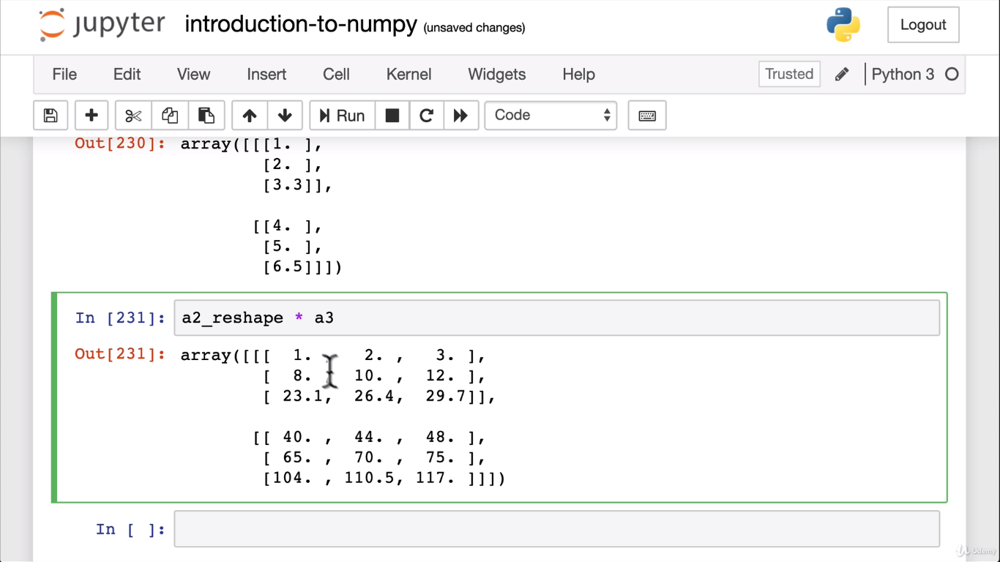 jupyter introduction-to-numpy (unsaved changes) Logout
File Edit View Insert Cell Kernel Widgets Help Trusted Python 3
Run Code
Out[230]: array([[[1. ],
[2. ],
[3.3]],
[[4. ],
[5. ],
[6.5]]])
In [231]: a2_reshape * a3
Out[231]: array([[[ 1. 2. , 3. ],
[ 8. 10. , 12. ],
[ 23.1, 26.4, 29.7]],
[[ 40. , 44. , 48. ],
[ 65. , 70. , 75. ],
[104. , 110.5, 117. ]]])
In [ ]:
Udemy